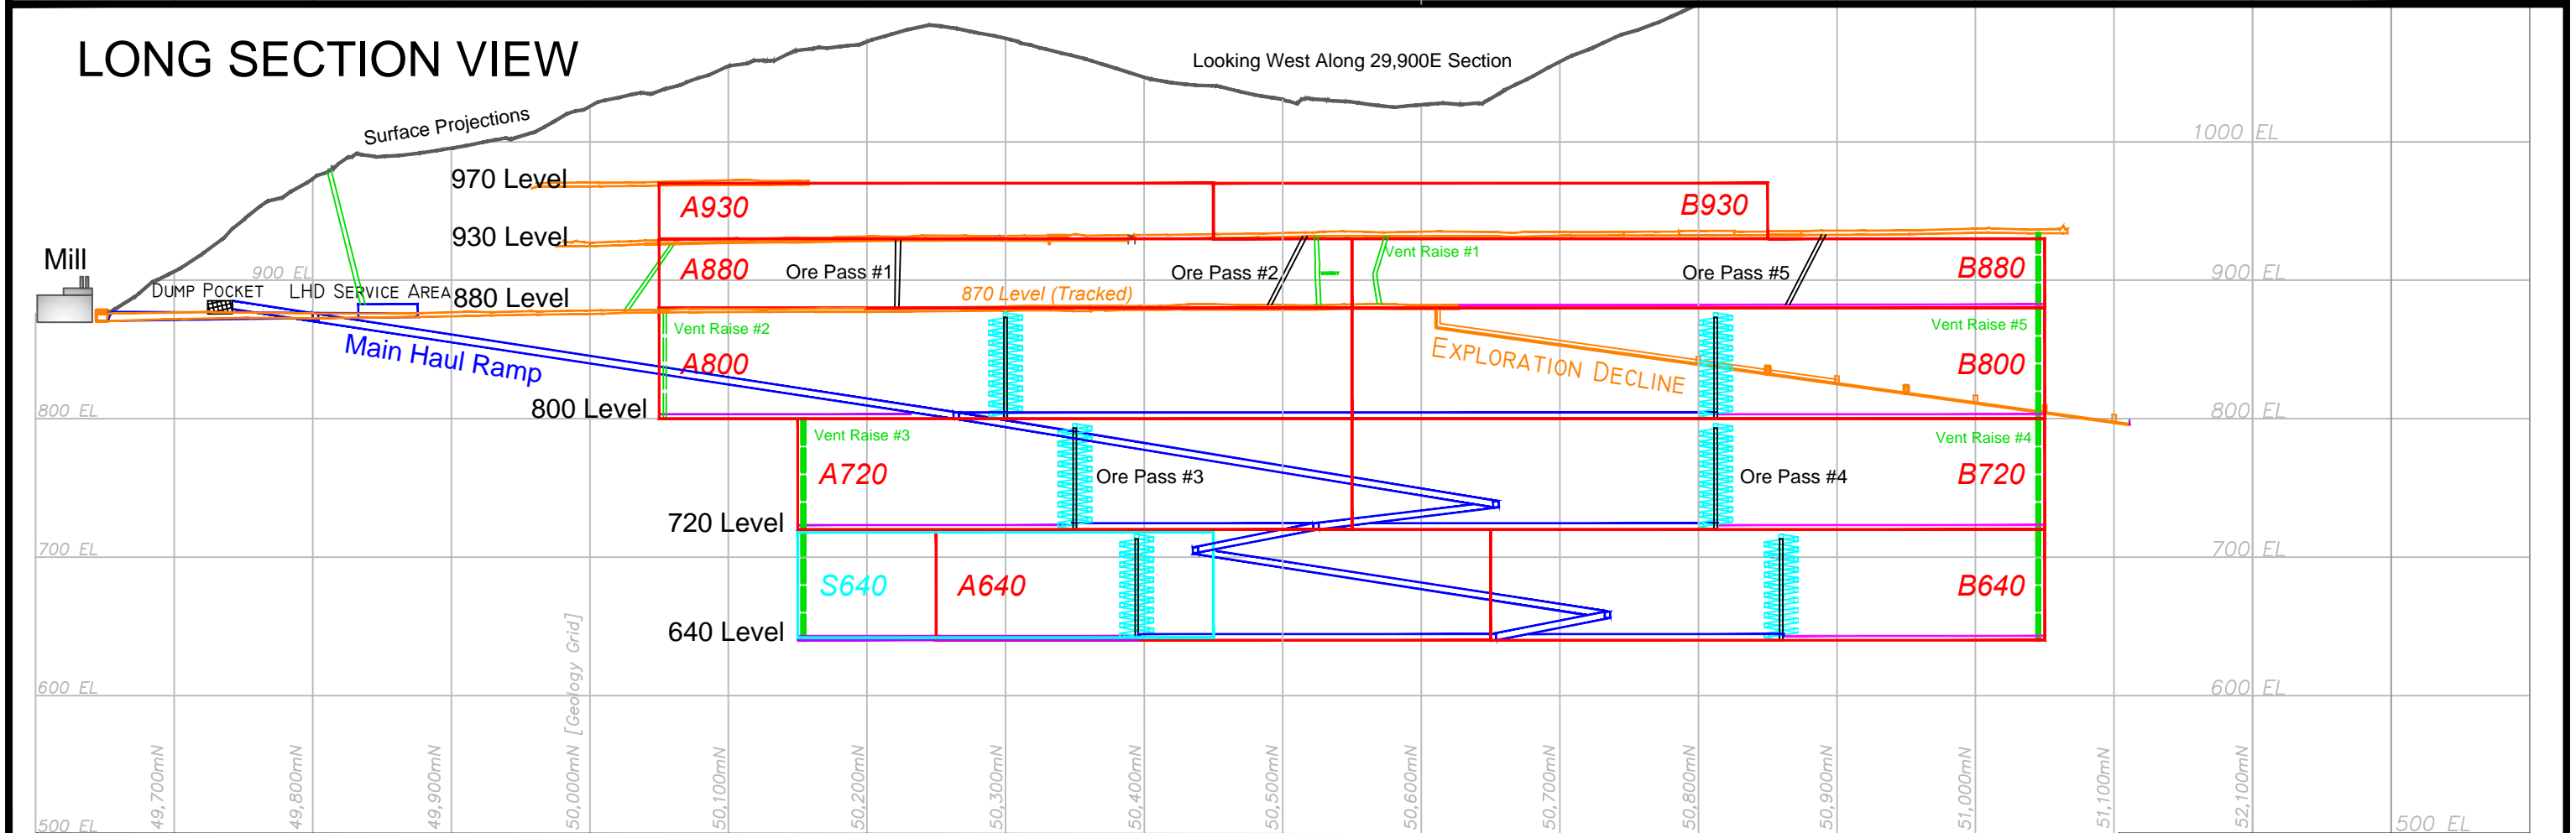 LONG SECTION VIEW
Looking West Along 29,900E Section
Surface Projections
1000 EL
970 Level
A930
B930
930 Level
Mill
900 EL
DUMP POCKET
LHD SERVICE AREA
880 Level
A880
Ore Pass #1
870 Level (Tracked)
Ore Pass #2
Vent Raise #1
Ore Pass #5
B880
900 EL
Main Haul Ramp
Vent Raise #2
A800
EXPLORATION DECLINE
Vent Raise #5
B800
800 EL
800 Level
800 EL
Vent Raise #3
A720
Ore Pass #3
Ore Pass #4
Vent Raise #4
B720
720 Level
700 EL
700 EL
S640
A640
B640
640 Level
600 EL
600 EL
49,700mN
49,800mN
49,900mN
50,000mN [Geology Grid]
50,100mN
50,200mN
50,300mN
50,400mN
50,500mN
50,600mN
50,700mN
50,800mN
50,900mN
51,000mN
51,100mN
52,100mN
500 EL
500 EL